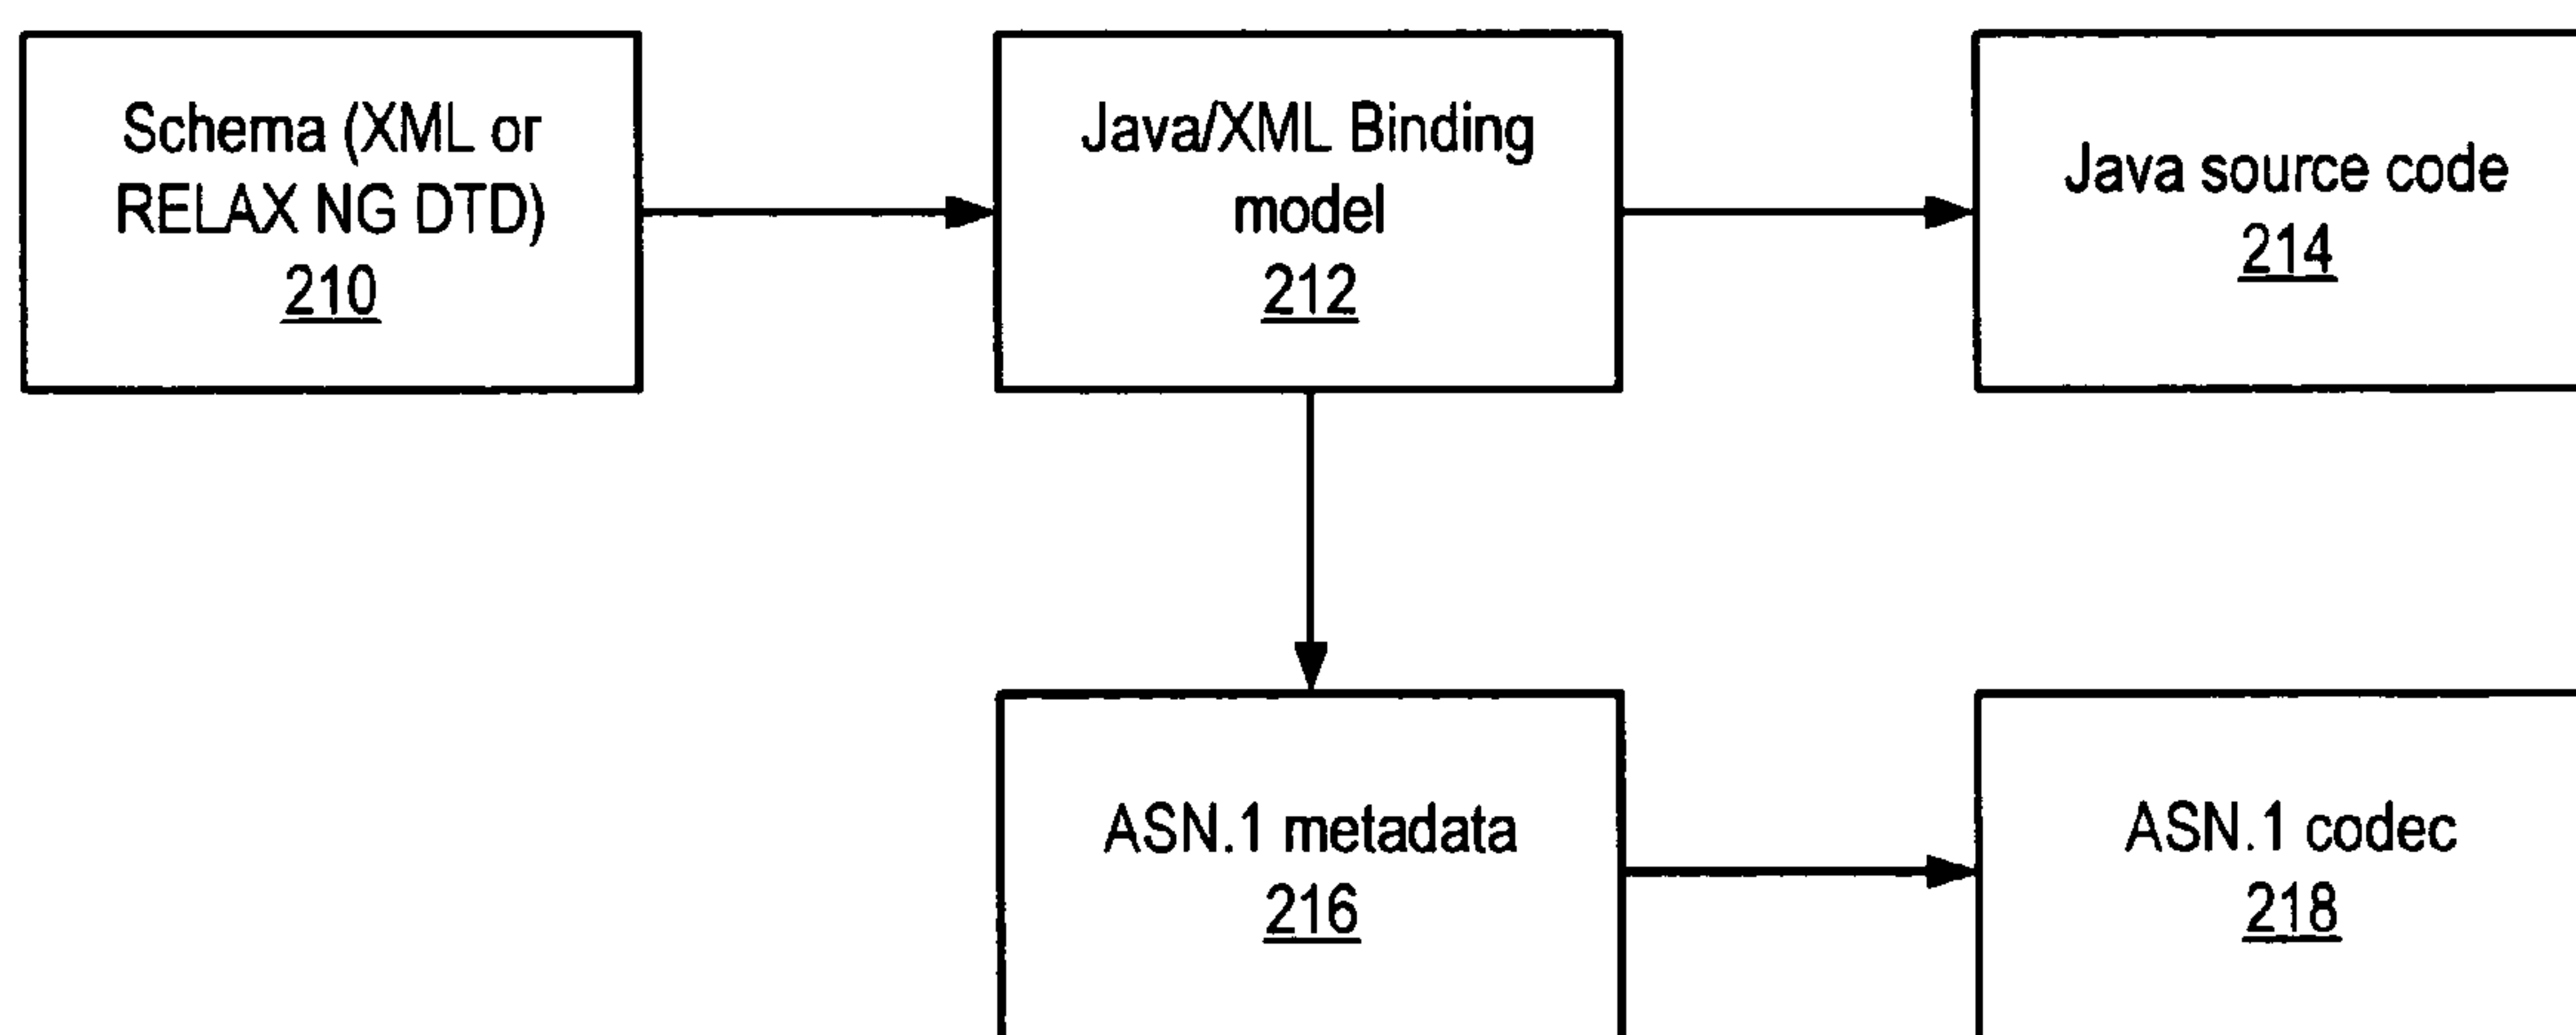 Schema (XML or
RELAX NG DTD)
210
Java/XML Binding
model
212
Java source code
214
ASN.1 metadata
216
ASN.1 codec
218